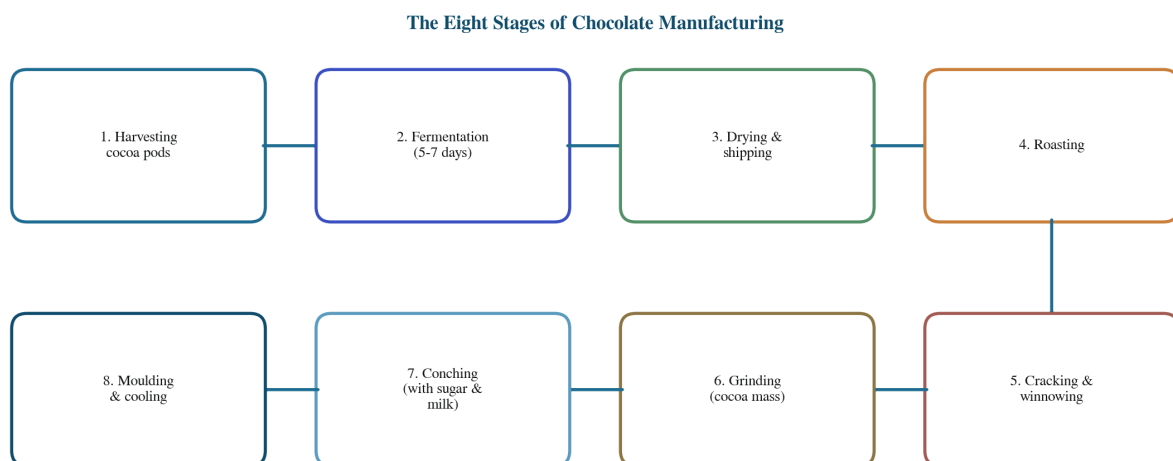 The Eight Stages of Chocolate Manufacturing
1. Harvesting
cocoa pods
2. Fermentation
(5-7 days)
3. Drying &
shipping
4. Roasting
5. Cracking &
winnowing
6. Grinding
(cocoa mass)
7. Conching
(with sugar &
milk)
8. Moulding
& cooling